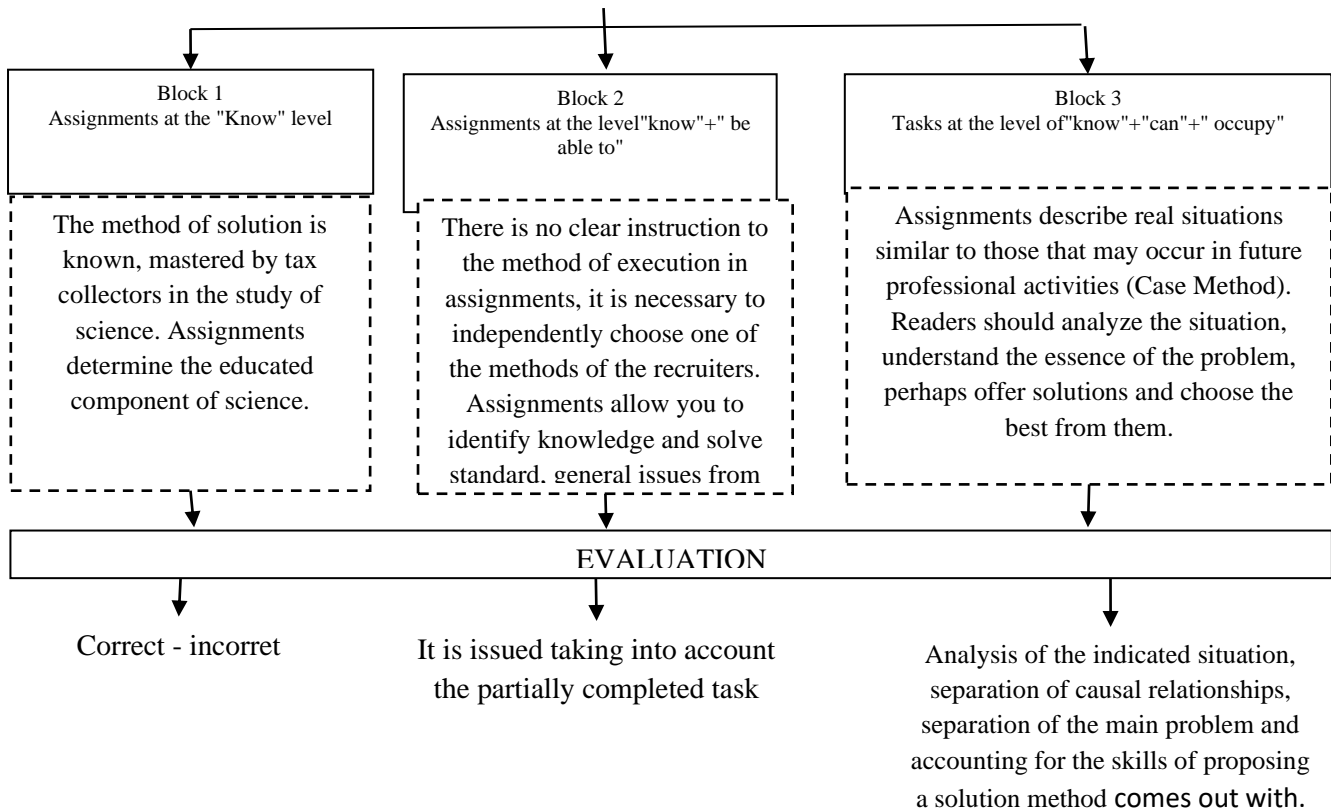 Block 1
Assignments at the "Know" level
Block 2
Assignments at the level"know"+" be
able to"
Block 3
Tasks at the level of"know"+"can"+" occupy"
The method of solution is
known, mastered by tax
collectors in the study of
science. Assignments
determine the educated
component of science.
There is no clear instruction to
the method of execution in
assignments, it is necessary to
independently choose one of
the methods of the recruiters.
Assignments allow you to
identify knowledge and solve
standard, general issues from
Assignments describe real situations
similar to those that may occur in future
professional activities (Case Method).
Readers should analyze the situation,
understand the essence of the problem,
perhaps offer solutions and choose the
best from them.
EVALUATION
Correct - incorret
It is issued taking into account
the partially completed task
Analysis of the indicated situation,
separation of causal relationships,
separation of the main problem and
accounting for the skills of proposing
a solution method comes out with.